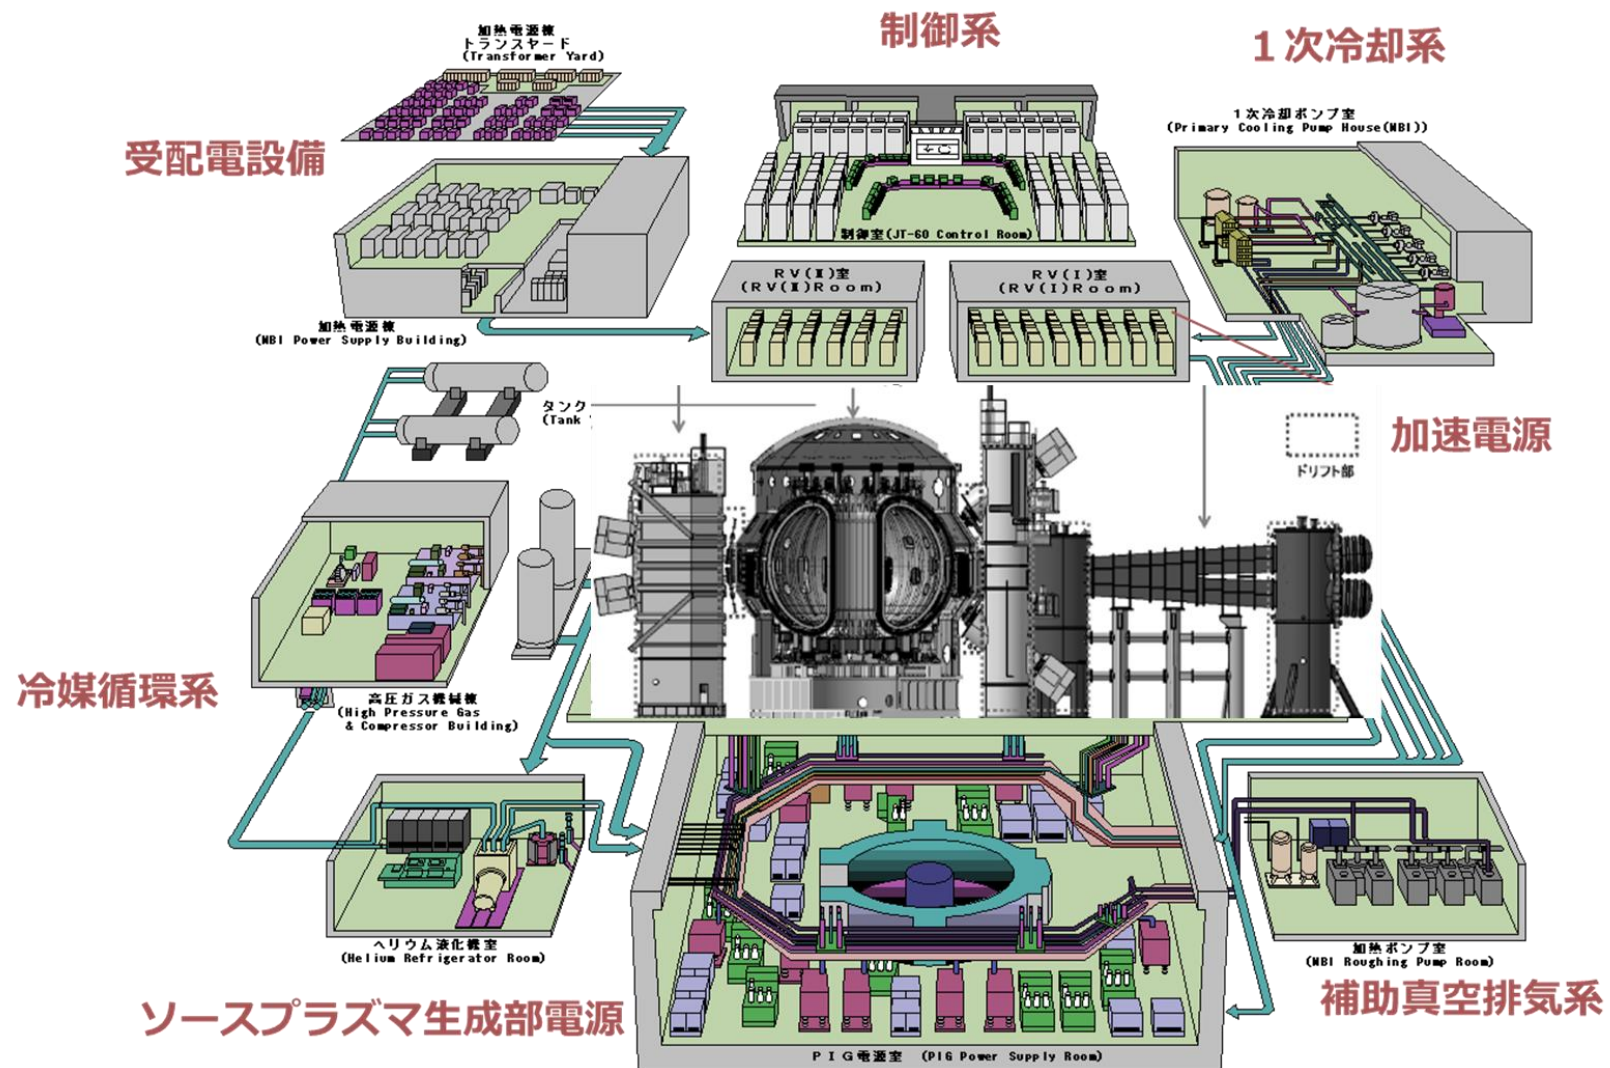 加熱電源棟
トランスヤード
(Transformer Yard)
制御系
1次冷却系
受配電設備
1次冷却ポンプ室
(Primary Cooling Pump House(NBI))
制御室(JT-60 Control Room)
RV(Ⅱ)室
(RV(Ⅱ)Room)
RV(Ⅰ)室
(RV(Ⅰ)Room)
加熱電源棟
(NBI Power Supply Building)
タンク
(Tank
加速電源
ドリフト部
冷媒循環系
高圧ガス機械棟
(High Pressure Gas
& Compressor Building)
ヘリウム液化機室
(Helium Refrigerator Room)
加熱ポンプ室
(NBI Roughing Pump Room)
ソースプラズマ生成部電源
補助真空排気系
PIG電源室 (PIG Power Supply Room)